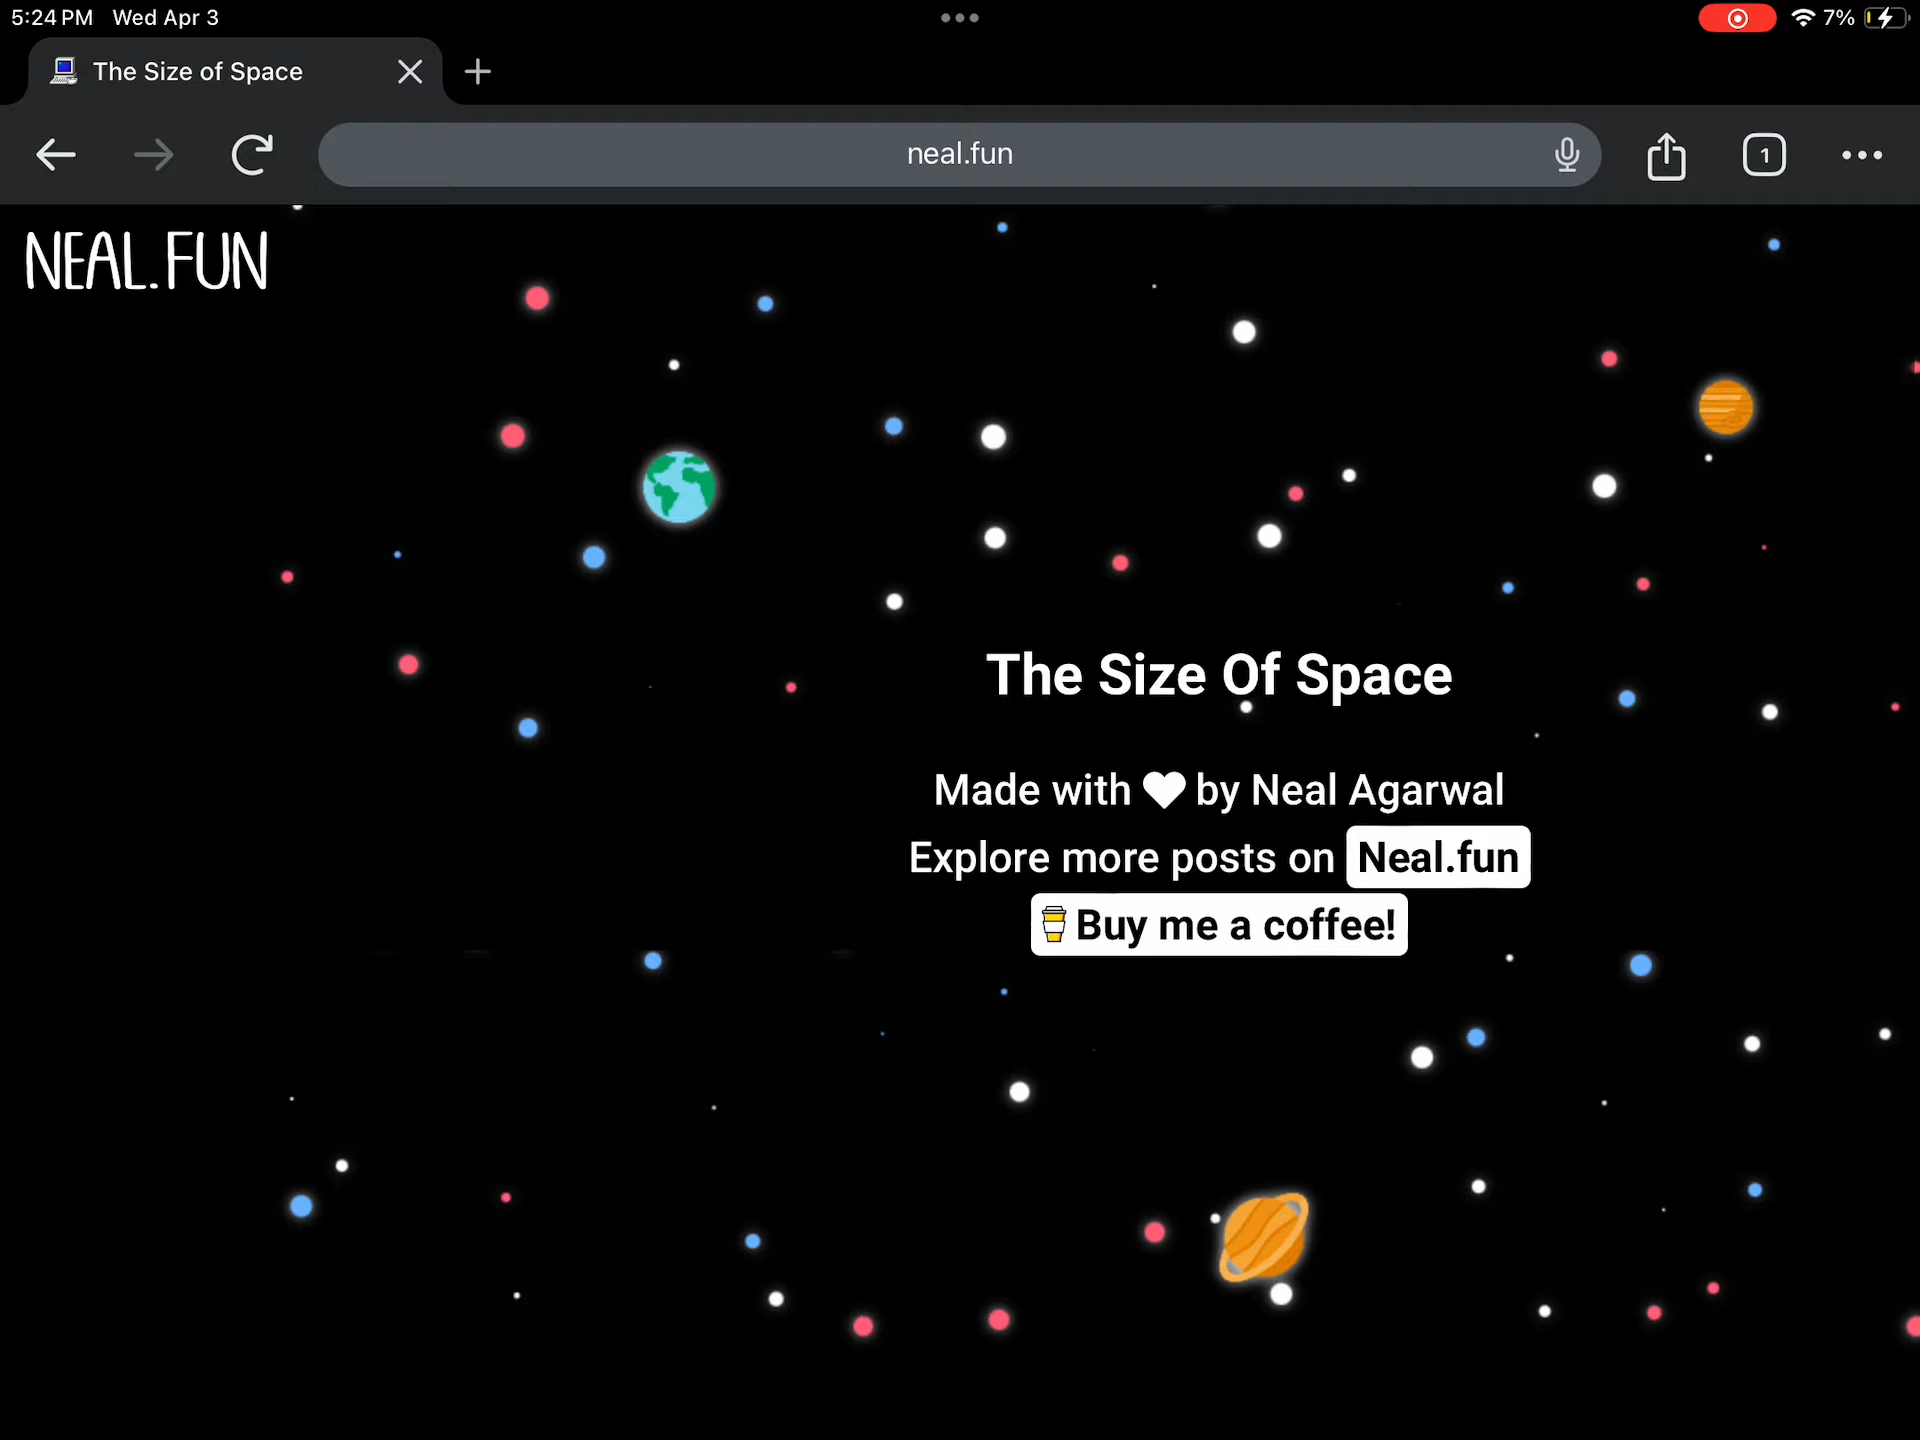 5:24 PM Wed Apr 3
7%
The Size of Space
neal.fun
1
NEAL.FUN
The Size Of Space
Made with by Neal Agarwal
Explore more posts on Neal.fun
Buy me a coffee!